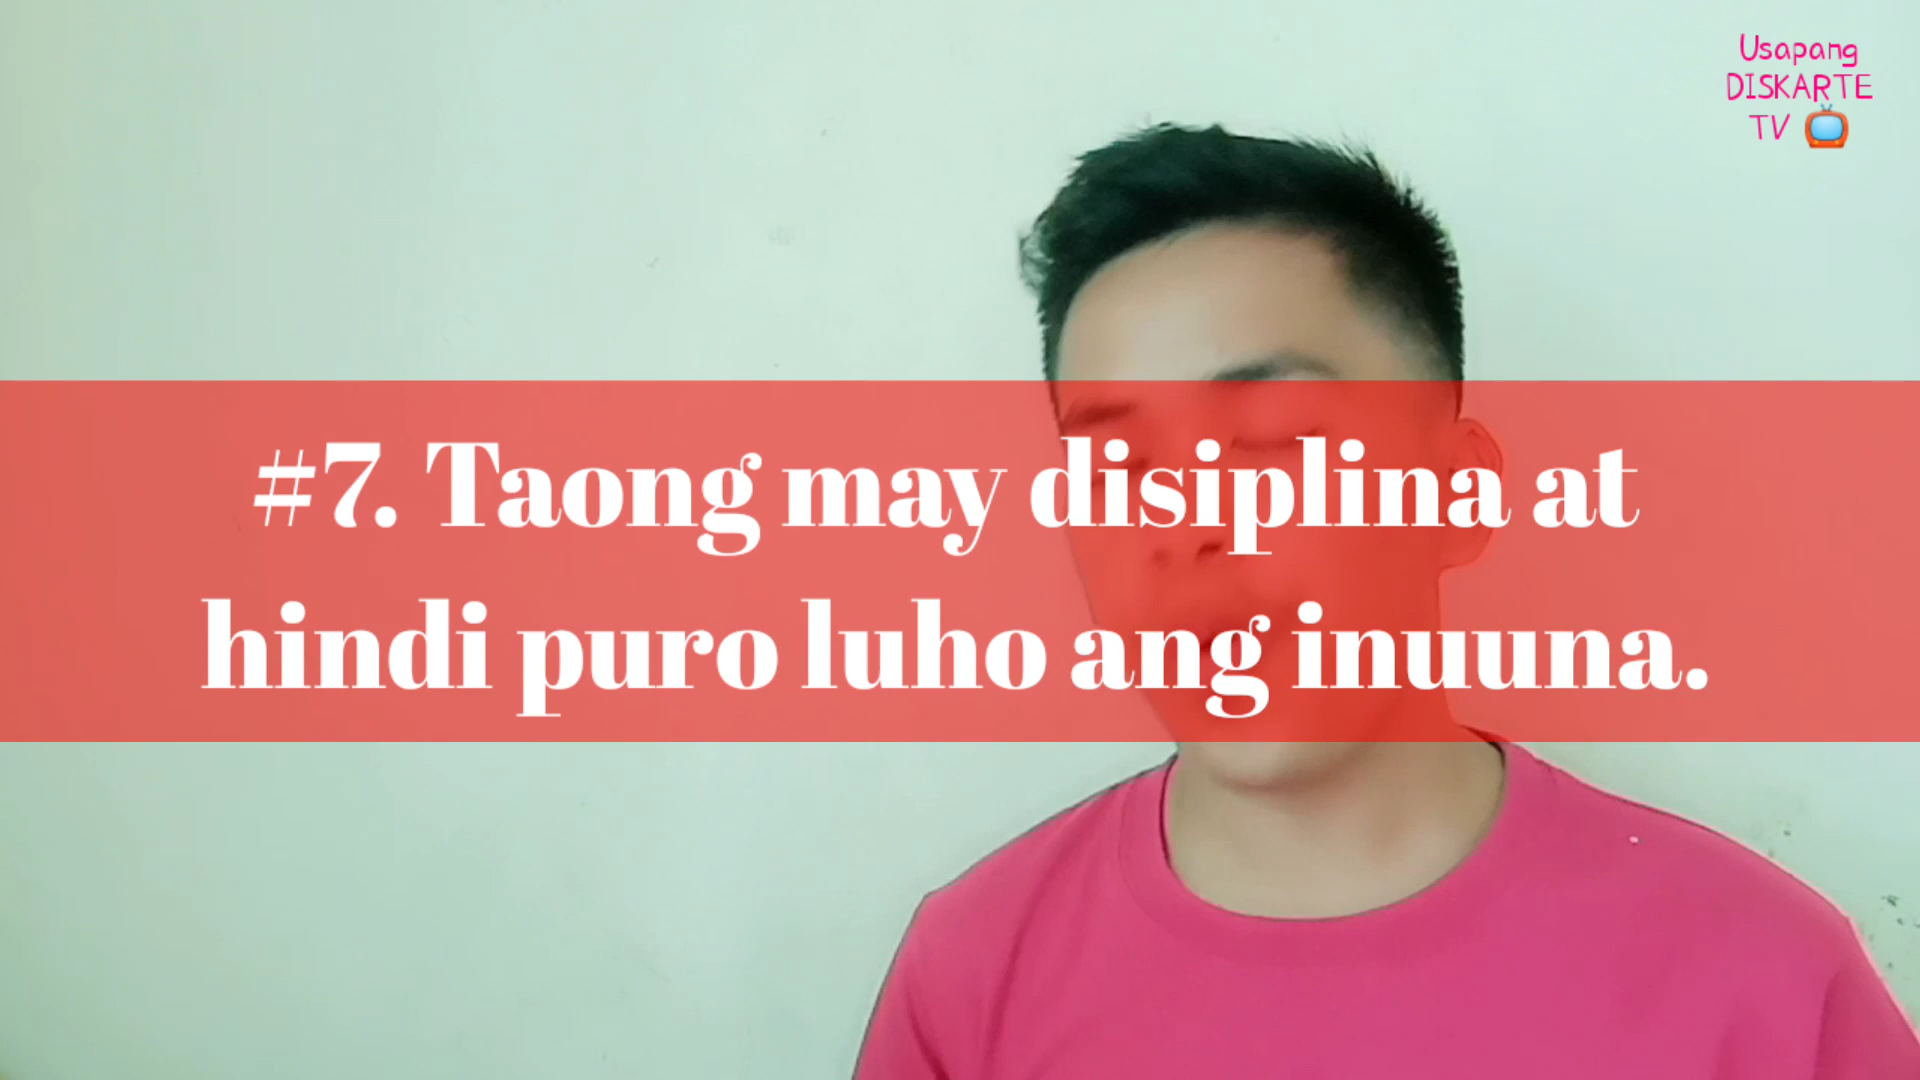 Usapang
DISKARTE
TV
#7. Taong may disiplina at
hindi puro luho ang inuuna.